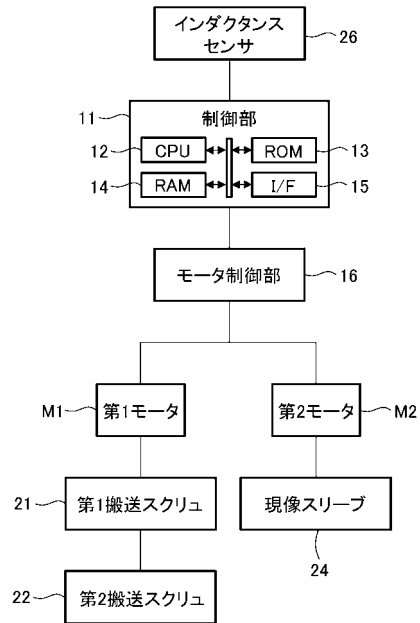 インダクタンス
センサ
26
11
制御部
12
CPU
ROM
13
14
RAM
I/F
15
モータ制御部
16
M1
第1モータ
第2モータ
M2
21
第1搬送スクリュ
現像スリーブ
24
22
第2搬送スクリュ